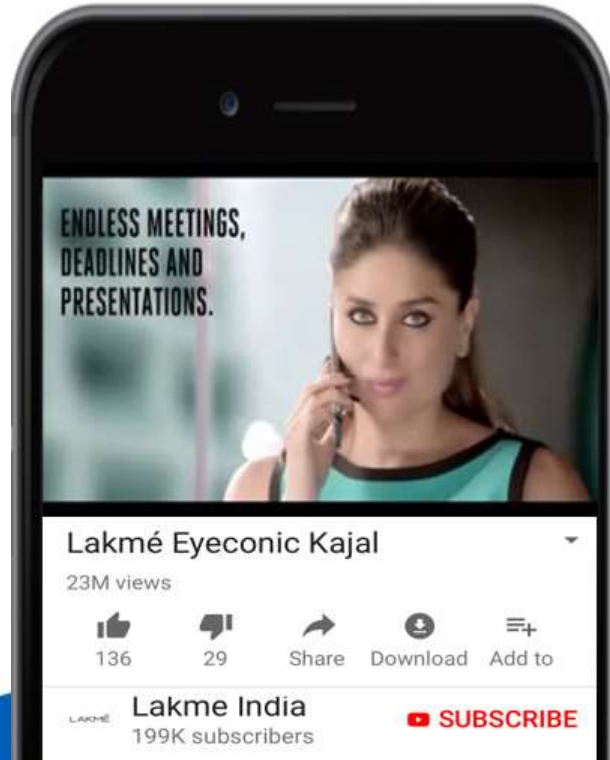 ENDLESS MEETINGS,
DEADLINES AND
PRESENTATIONS.
Lakmé Eyeconic Kajal
23M views
136 29 Share Download Add to
LAKMÉ
Lakme India
199K subscribers
SUBSCRIBE